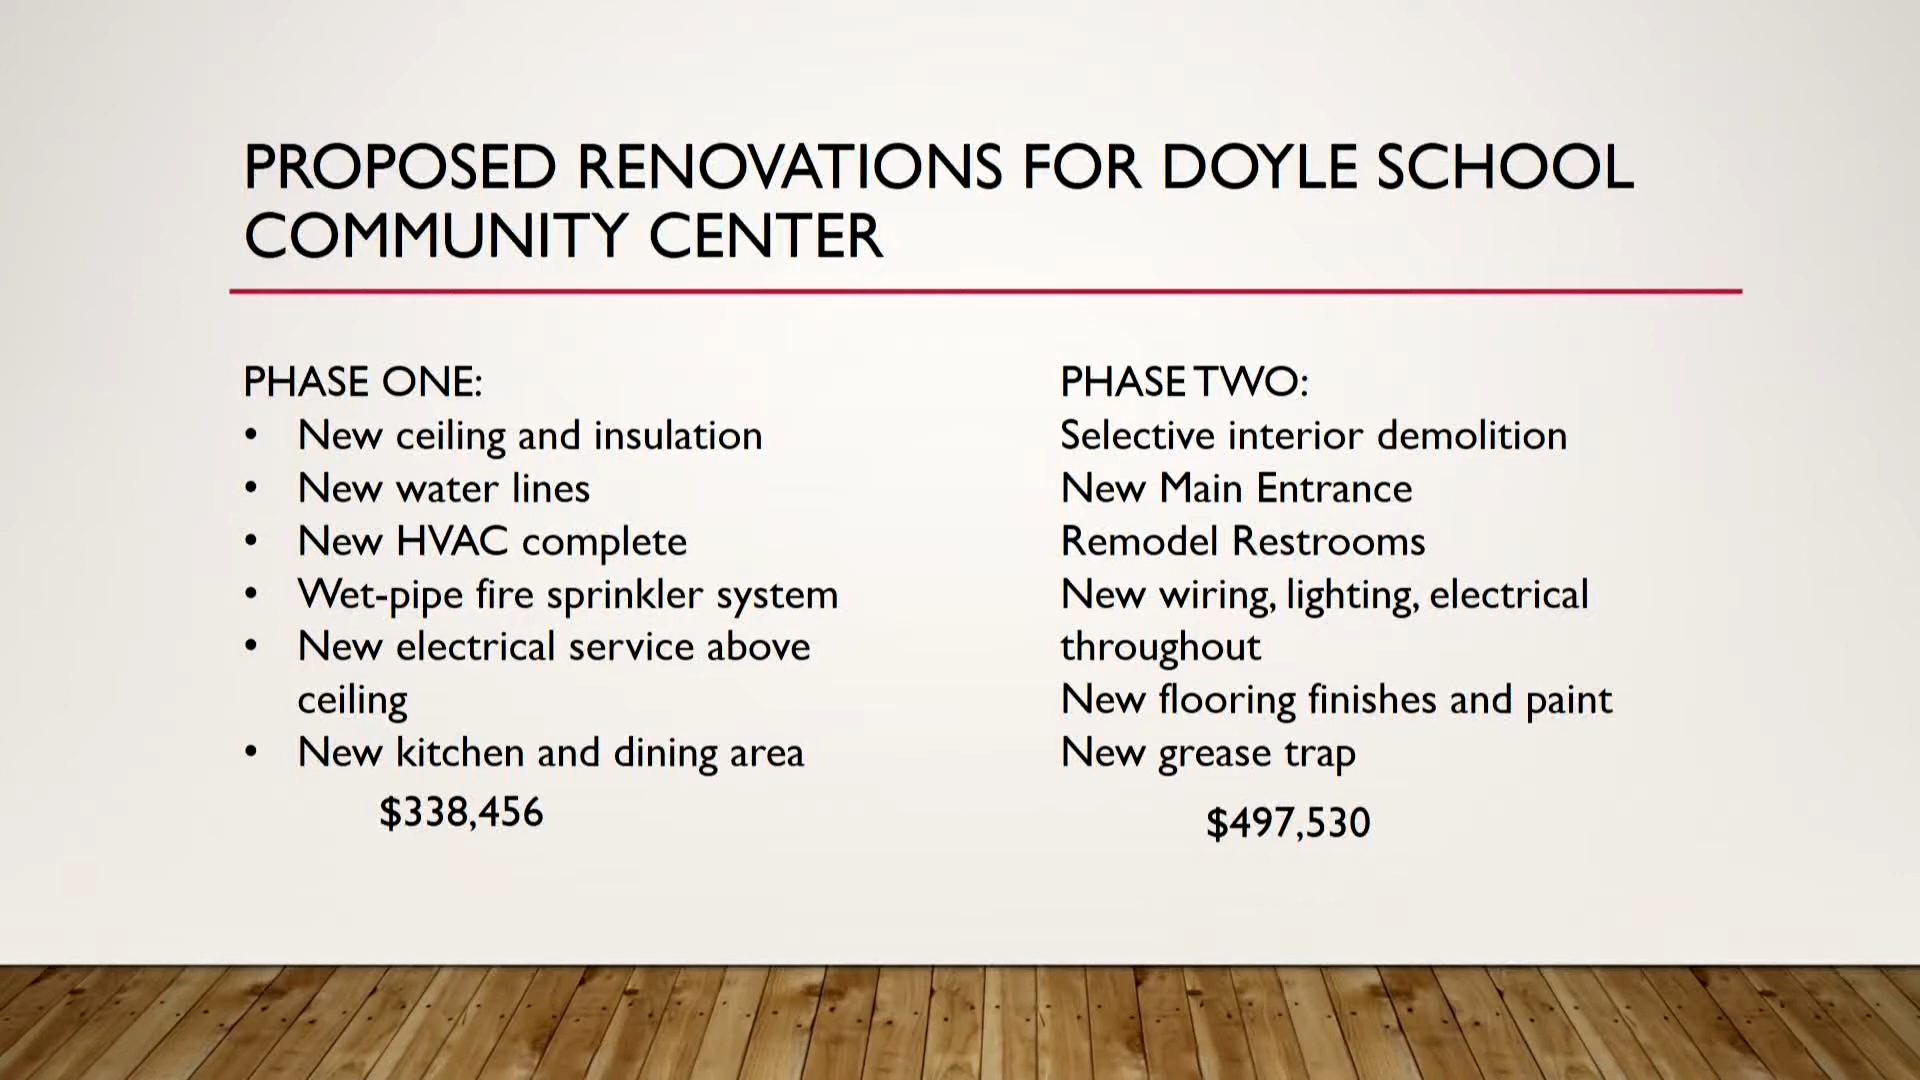 PROPOSED RENOVATIONS FOR DOYLE SCHOOL
COMMUNITY CENTER
PHASE ONE:
• New ceiling and insulation
• New water lines
• New HVAC complete
• Wet-pipe fire sprinkler system
• New electrical service above
ceiling
• New kitchen and dining area
$338,456
PHASE TWO:
Selective interior demolition
New Main Entrance
Remodel Restrooms
New wiring, lighting, electrical
throughout
New flooring finishes and paint
New grease trap
$497,530